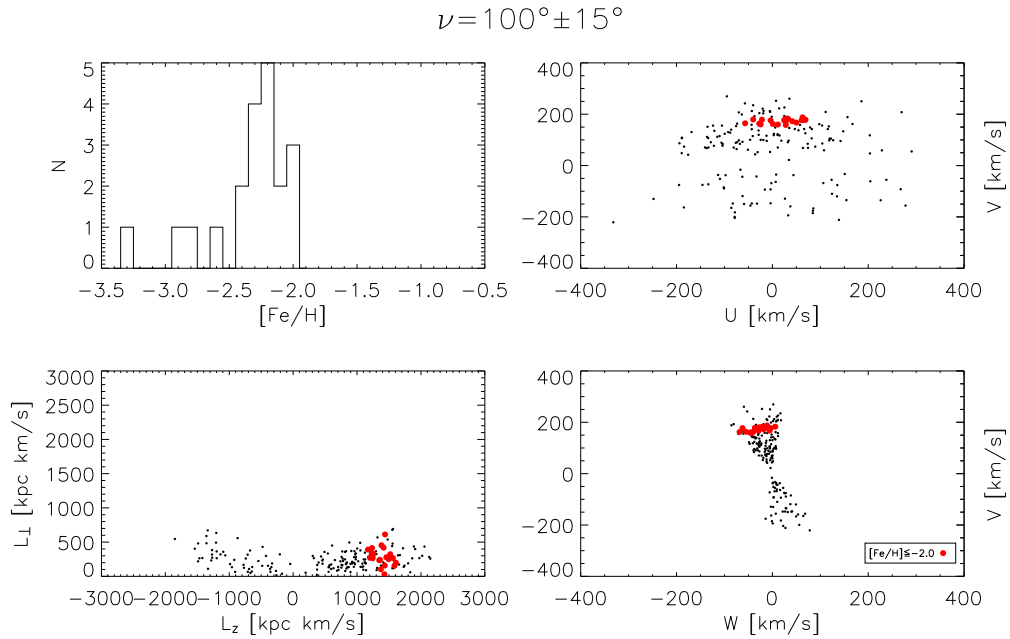 ν=100°±15°
5
4
3
2
1
0
N
-3.5 -3.0 -2.5 -2.0 -1.5 -1.0 -0.5
[Fe/H]
400
200
0
-200
-400
V [km/s]
-400 -200 0 200 400
U [km/s]
3000
2500
2000
1500
1000
500
0
L⊥ [kpc km/s]
-3000 -2000 -1000 0 1000 2000 3000
Lz [kpc km/s]
400
200
0
-200
-400
V [km/s]
[Fe/H]≤-2.0
-400 -200 0 200 400
W [km/s]